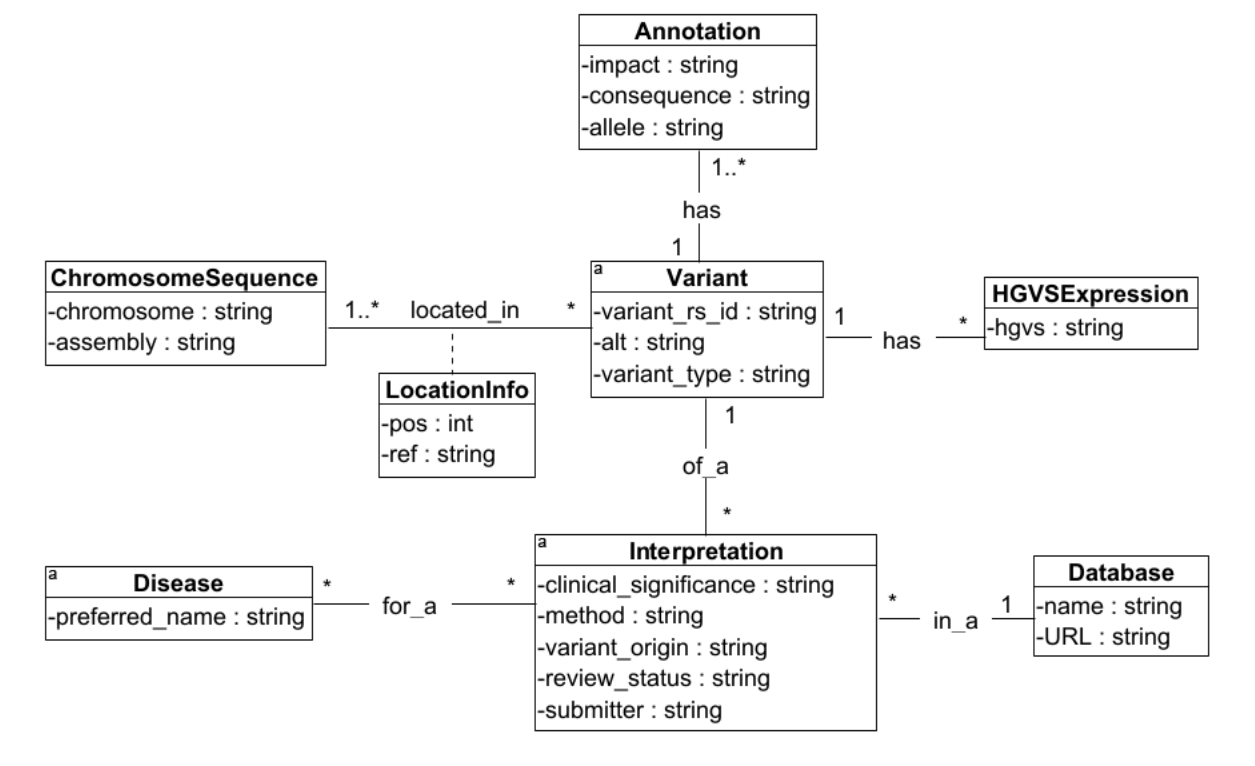 Annotation
-impact : string
-consequence : string
-allele : string
1..*
has
1
ChromosomeSequence
-chromosome : string
-assembly : string
1..*
located_in
*
LocationInfo
-pos : int
-ref : string
a
Variant
-variant_rs_id : string
-alt : string
-variant_type : string
1
has
*
HGVSExpression
-hgvs : string
1
of_a
*
a
Disease
-preferred_name : string
*
for_a
*
a
Interpretation
-clinical_significance : string
-method : string
-variant_origin : string
-review_status : string
-submitter : string
*
in_a
1
Database
-name : string
-URL : string